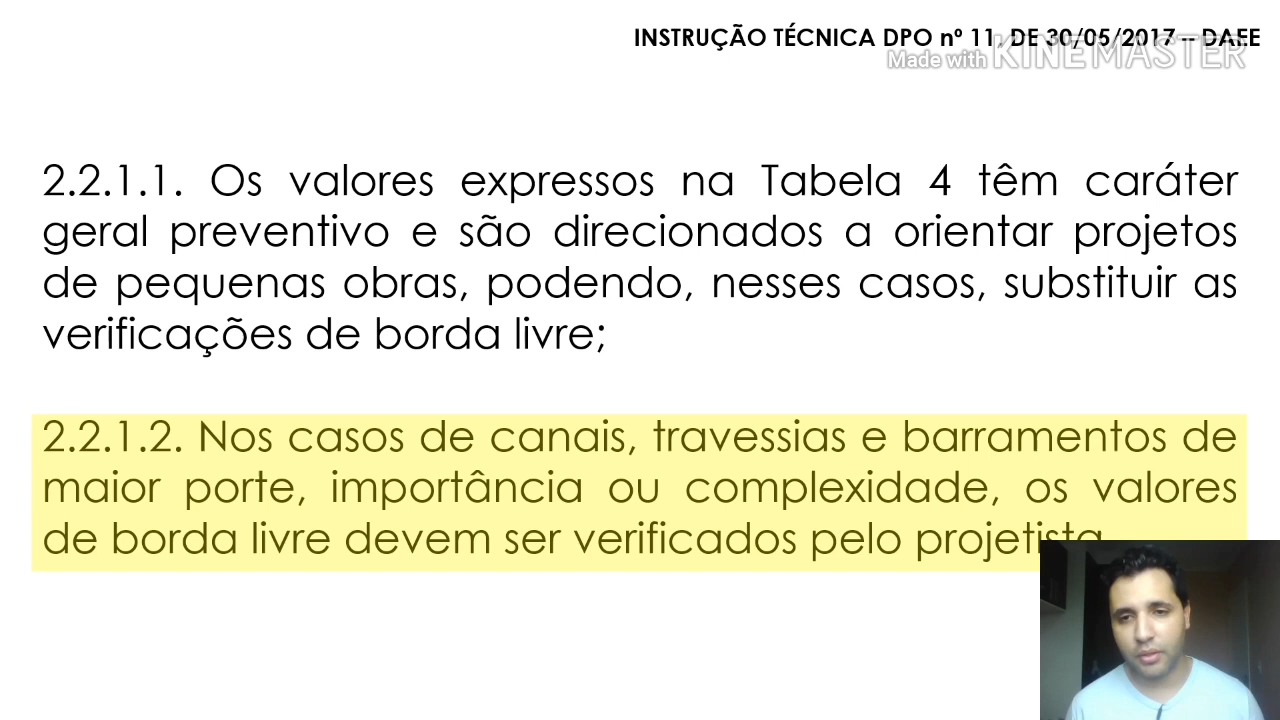 INSTRUÇÃO TÉCNICA DPO nº 11, DE 30/05/2017 -- DAEE
Made with KINEMASTER
2.2.1.1. Os valores expressos na Tabela 4 têm caráter
geral preventivo e são direcionados a orientar projetos
de pequenas obras, podendo, nesses casos, substituir as
verificações de borda livre;
2.2.1.2. Nos casos de canais, travessias e barramentos de
maior porte, importância ou complexidade, os valores
de borda livre devem ser verificados pelo projetista